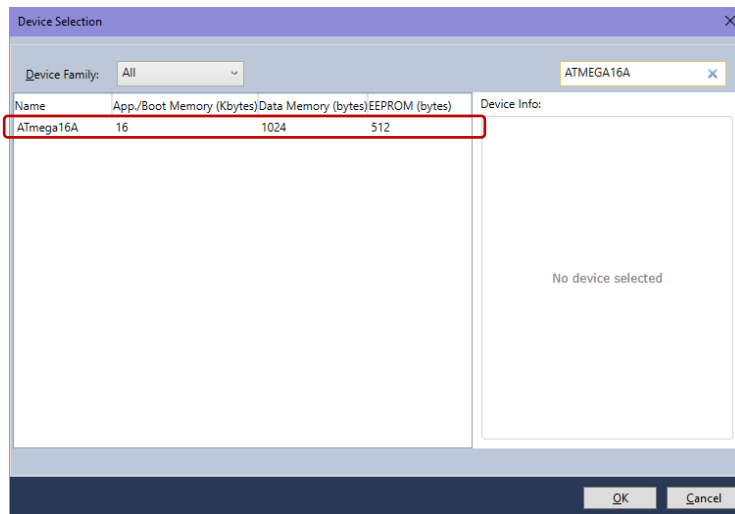 Device Selection
Device Family: All ATMEGA16A
Name App./Boot Memory (Kbytes) Data Memory (bytes) EEPROM (bytes) Device Info:
ATmega16A 16 1024 512
No device selected
OK Cancel